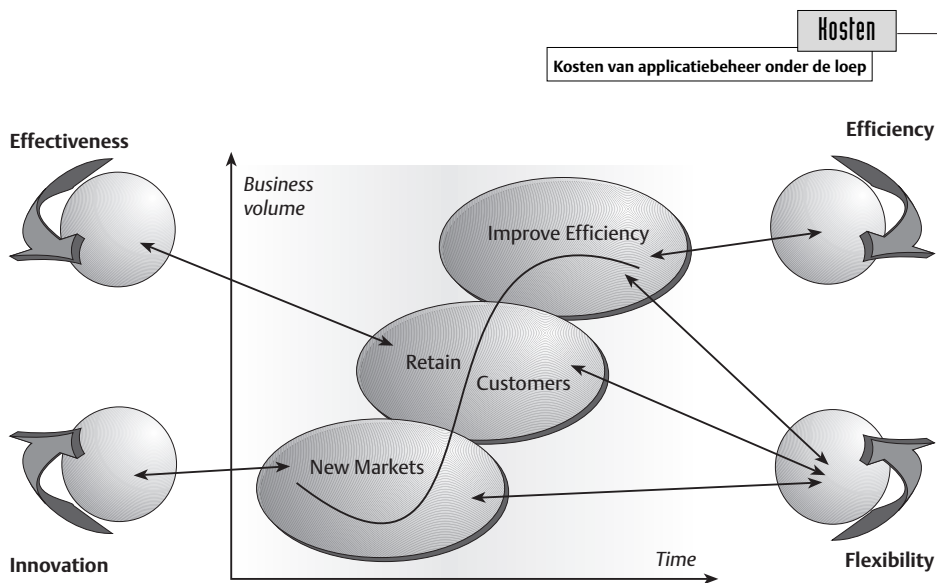 Kosten
Kosten van applicatiebeheer onder de loep
Effectiveness
Efficiency
Business
volume
Improve Efficiency
Retain
Customers
New Markets
Time
Innovation
Flexibility